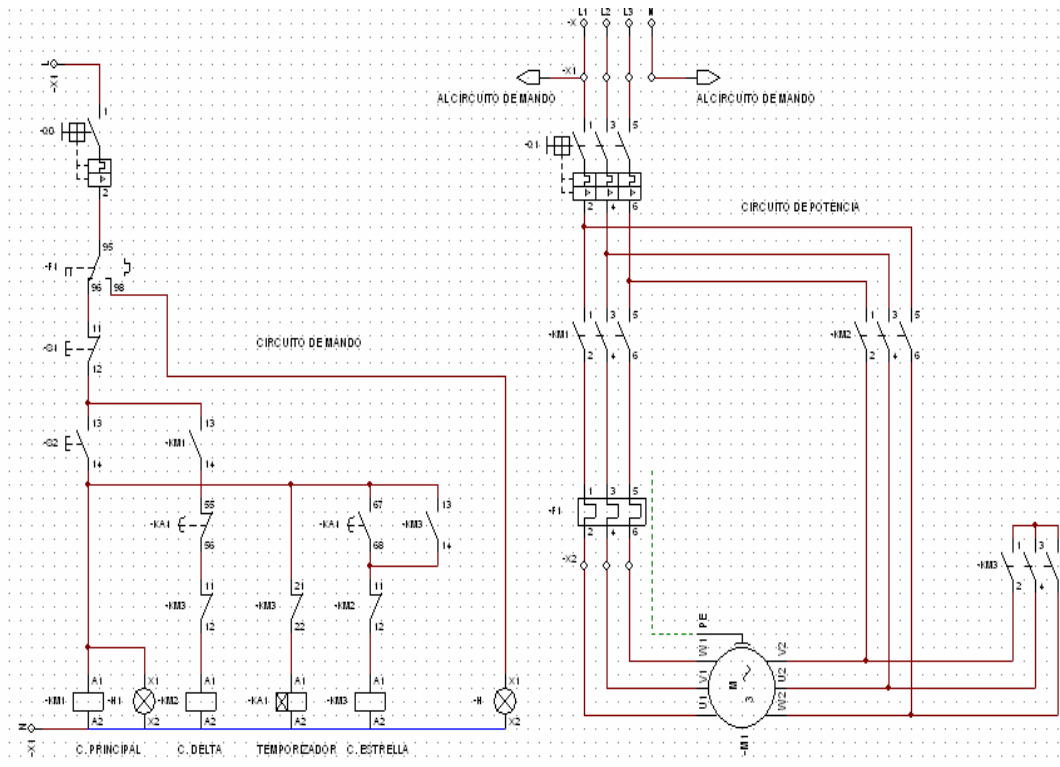 L1 L2 L3 N
-X
-X1
AL CIRCUITO DE MANDO
AL CIRCUITO DE MANDO
-X1
1
2
1 3 5
-Q1
2 4 6
CIRCUITO DE POTENCIA
95
-F1
96 98
11
12
CIRCUITO DE MANDO
13
14
-KM1
13
14
1 3 5
-KM1
2 4 6
1 3 5
-KM2
2 4 6
55
-KA1
56
67
-KA1
68
13
-KM3
14
1 3 5
-F1
2 4 6
-X2
11
-KM3
12
21
-KM3
22
11
-KM2
12
1 3
-KM3
2 4
PE
W1
V1
U1
V2
U2
W2
M
3
-M1
A1
-KM1
A2
X1
-H1
X2
A1
-KM2
A2
A1
-KA1
A2
A1
-KM3
A2
X1
-H
X2
N
-X1
C. PRINCIPAL
C. DELTA
TEMPORIZADOR
C. ESTRELLA